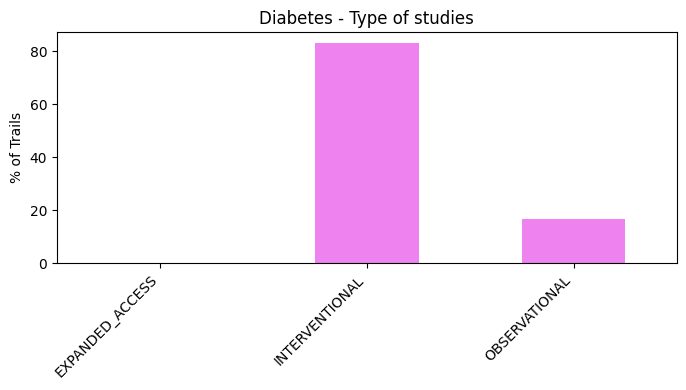 Diabetes - Type of studies
% of Trails
80
60
40
20
0
EXPANDED_ACCESS
INTERVENTIONAL
OBSERVATIONAL